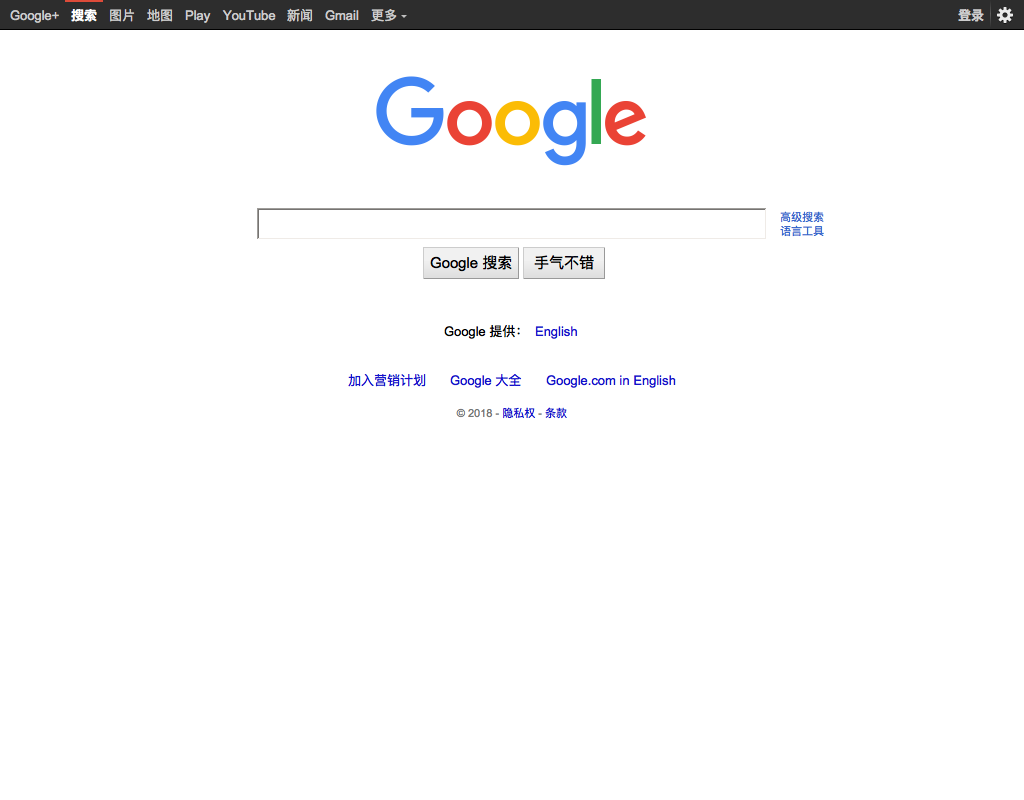 Google+ 搜索 图片 地图 Play YouTube 新闻 Gmail 更多 登录
Google
高级搜索
语言工具
Google 搜索 手气不错
Google 提供： English
加入营销计划 Google 大全 Google.com in English
© 2018 - 隐私权 - 条款